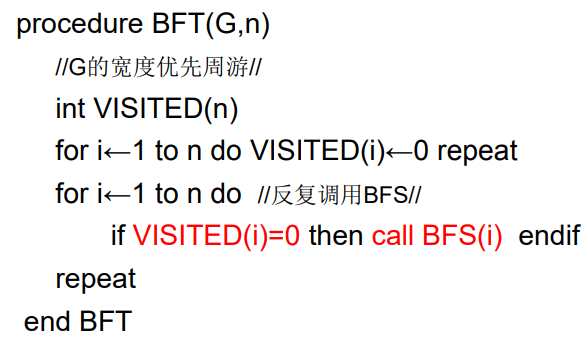 procedure BFT(G,n)
//G的宽度优先周游//
int VISITED(n)
for i←1 to n do VISITED(i)←0 repeat
for i←1 to n do //反复调用BFS//
if VISITED(i)=0 then call BFS(i) endif
repeat
end BFT